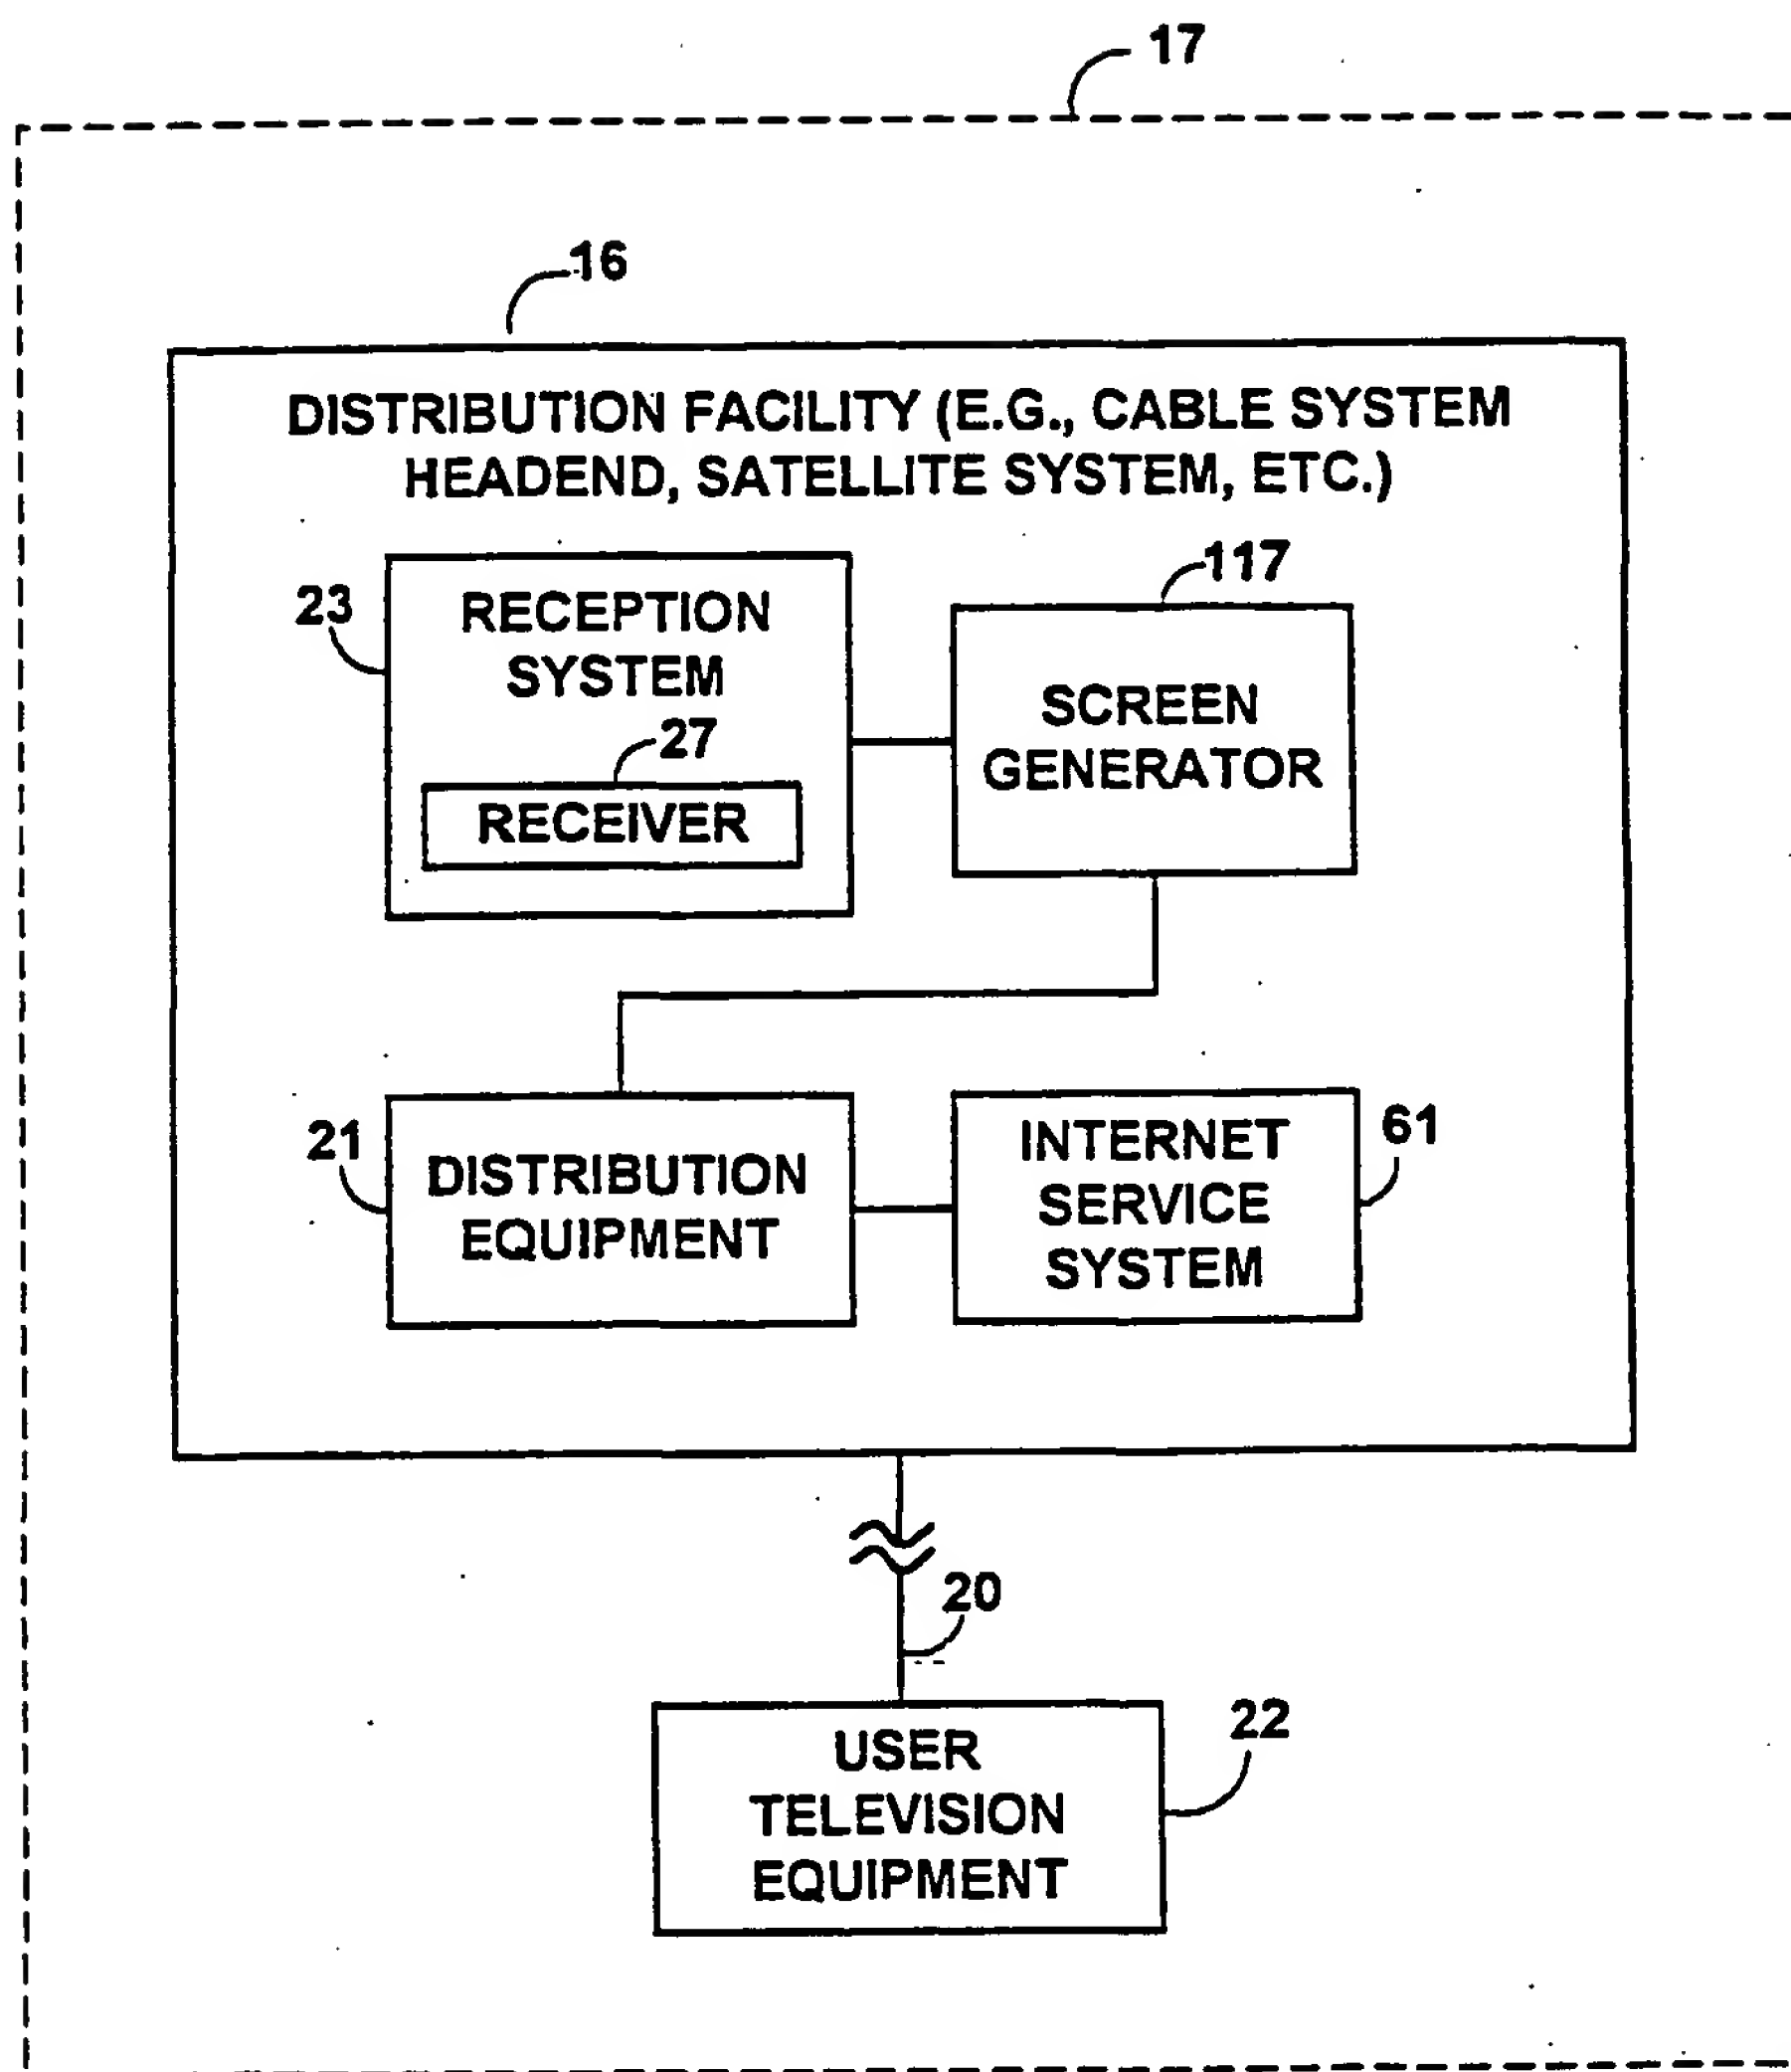 17
16
DISTRIBUTION FACILITY (E.G., CABLE SYSTEM
HEADEND, SATELLITE SYSTEM, ETC.)
117
23
RECEPTION
SYSTEM
27
RECEIVER
SCREEN
GENERATOR
21
DISTRIBUTION
EQUIPMENT
INTERNET
SERVICE
SYSTEM
61
20
22
USER
TELEVISION
EQUIPMENT